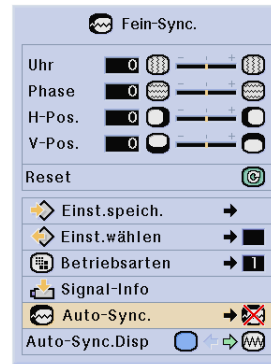 Fein-Sync.
Uhr 0 - +
Phase 0 - +
H-Pos. 0 - +
V-Pos. 0 - +
Reset
Einst.speich.
Einst.wählen
Betriebsarten 1
Signal-Info
Auto-Sync.
Auto-Sync.Disp